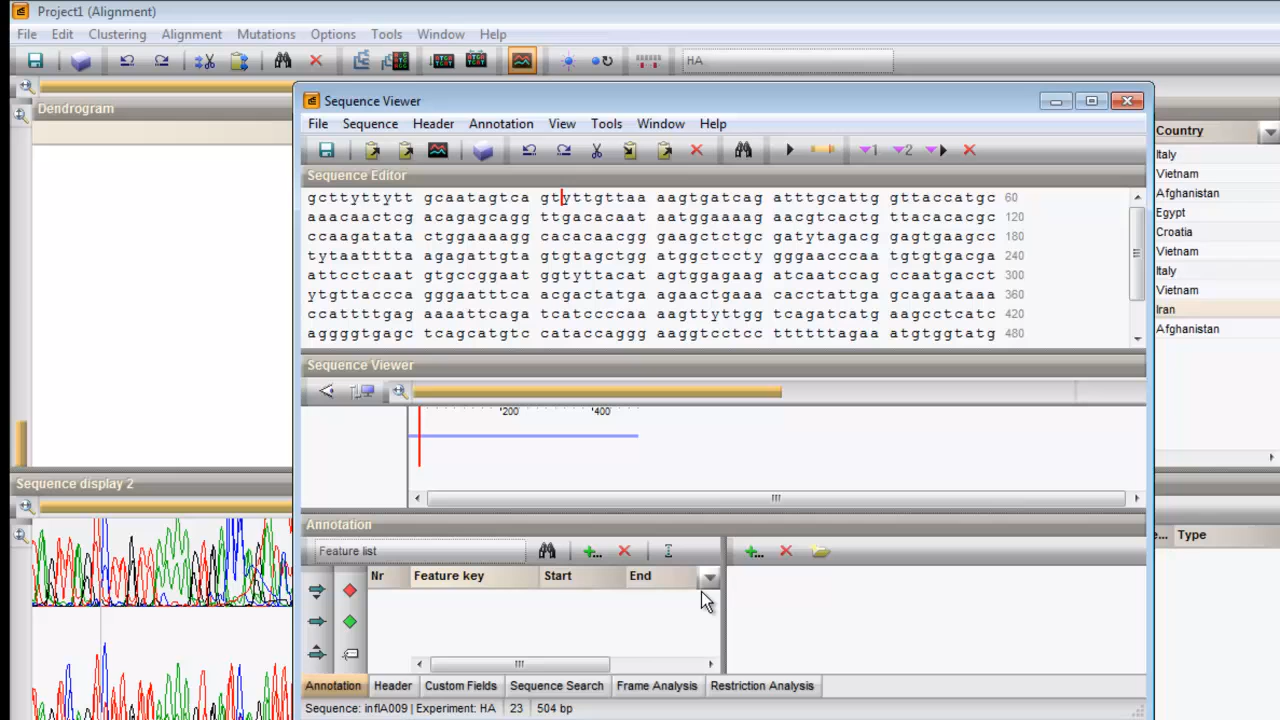 Project1 (Alignment)
File Edit Clustering Alignment Mutations Options Tools Window Help
HA
Dendrogram
Sequence Viewer
File Sequence Header Annotation View Tools Window Help
1 2
Sequence Editor
gcttyttytt gcaatagtca gtyttgttaa aagtgatcag atttgcattg gttaccatgc 60
aaacaactcg acagagcagg ttgacacaat aatggaaaag aacgtcactg ttacacacgc 120
ccaagatata ctggaaaagg cacacaacgg gaagctctgc gatytagacg gagtgaagcc 180
tytaatttta agagattgta gtgtagctgg atggctccty gggaacccaa tgtgtgacga 240
attcctcaat gtgccggaat ggtyttacat agtggagaag atcaatccag ccaatgacct 300
ytgttaccca gggaatttca acgactatga agaactgaaa cacctattga gcagaataaa 360
ccattttgag aaaattcaga tcatccccaa aagttyttgg tcagatcatg aagcctcatc 420
aggggtgagc tcagcatgtc cataccaggg aaggtcctcc ttttttagaa atgtggtatg 480
Sequence Viewer
'200 '400
Annotation
Feature list
Nr Feature key Start End
Annotation Header Custom Fields Sequence Search Frame Analysis Restriction Analysis
Sequence: inflA009 | Experiment: HA 23 504 bp
Country
Italy
Vietnam
Afghanistan
Egypt
Croatia
Vietnam
Italy
Vietnam
Iran
Afghanistan
Sequence display 2
e... Type